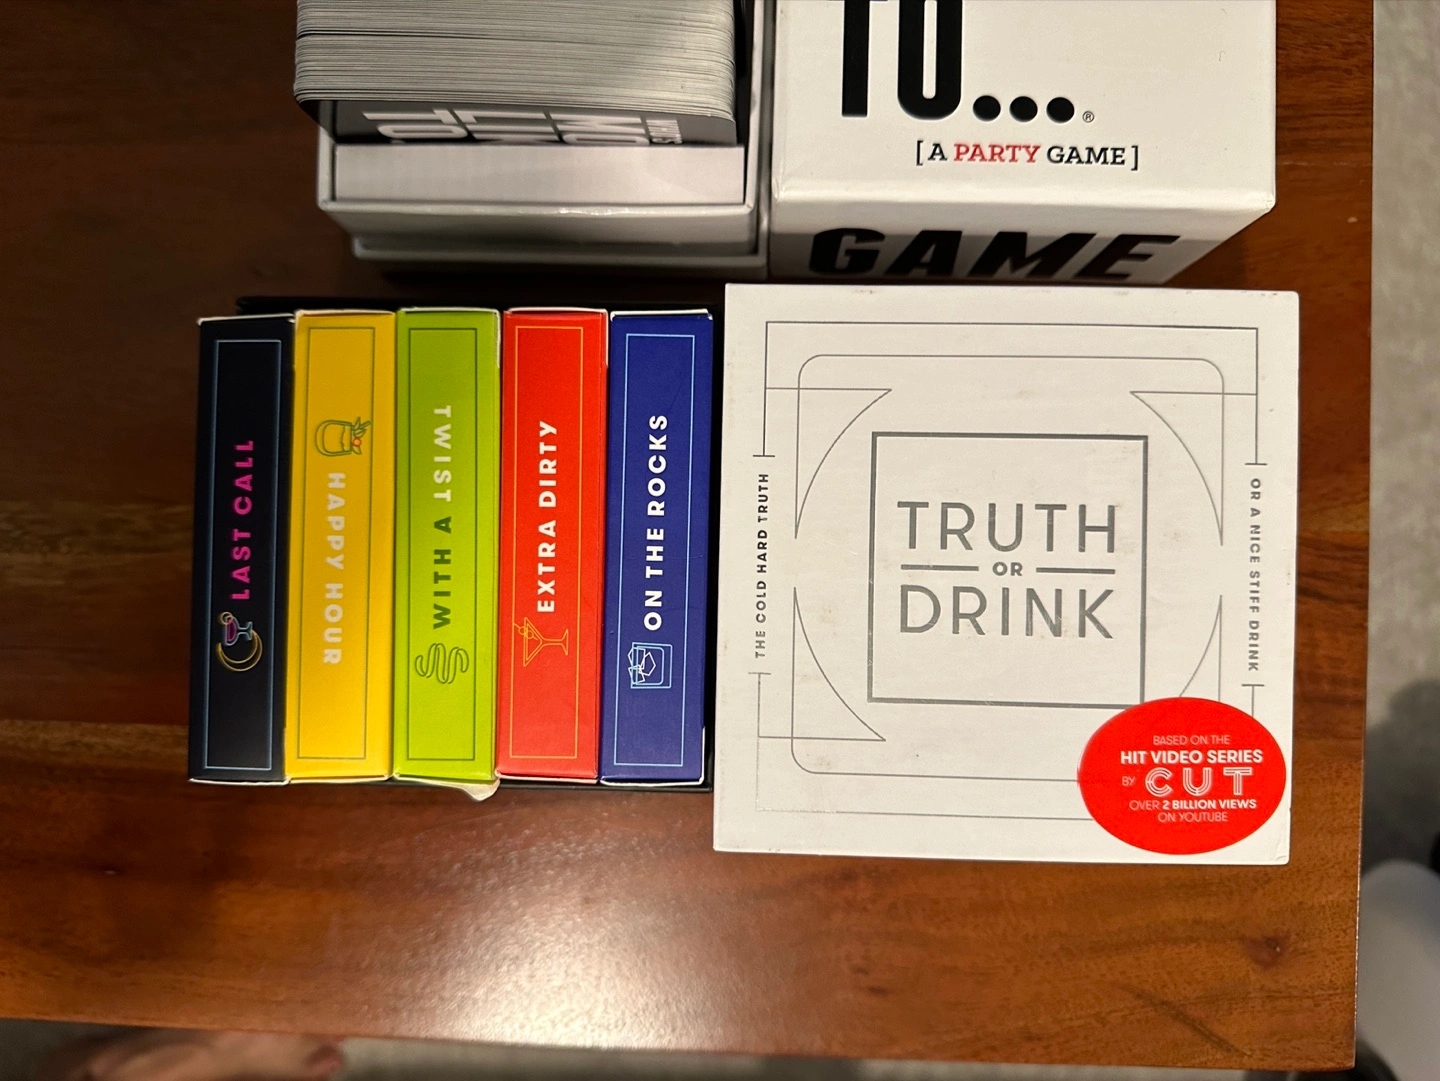 TO...®
[A PARTY GAME]
GAME
TO
LAST CALL
HAPPY HOUR
TWIST
WITH A
EXTRA DIRTY
ON THE ROCKS
THE COLD HARD TRUTH
TRUTH
OR
DRINK
OR A NICE STIFF DRINK
BASED ON THE
HIT VIDEO SERIES
BY CUT
OVER 2 BILLION VIEWS
ON YOUTUBE